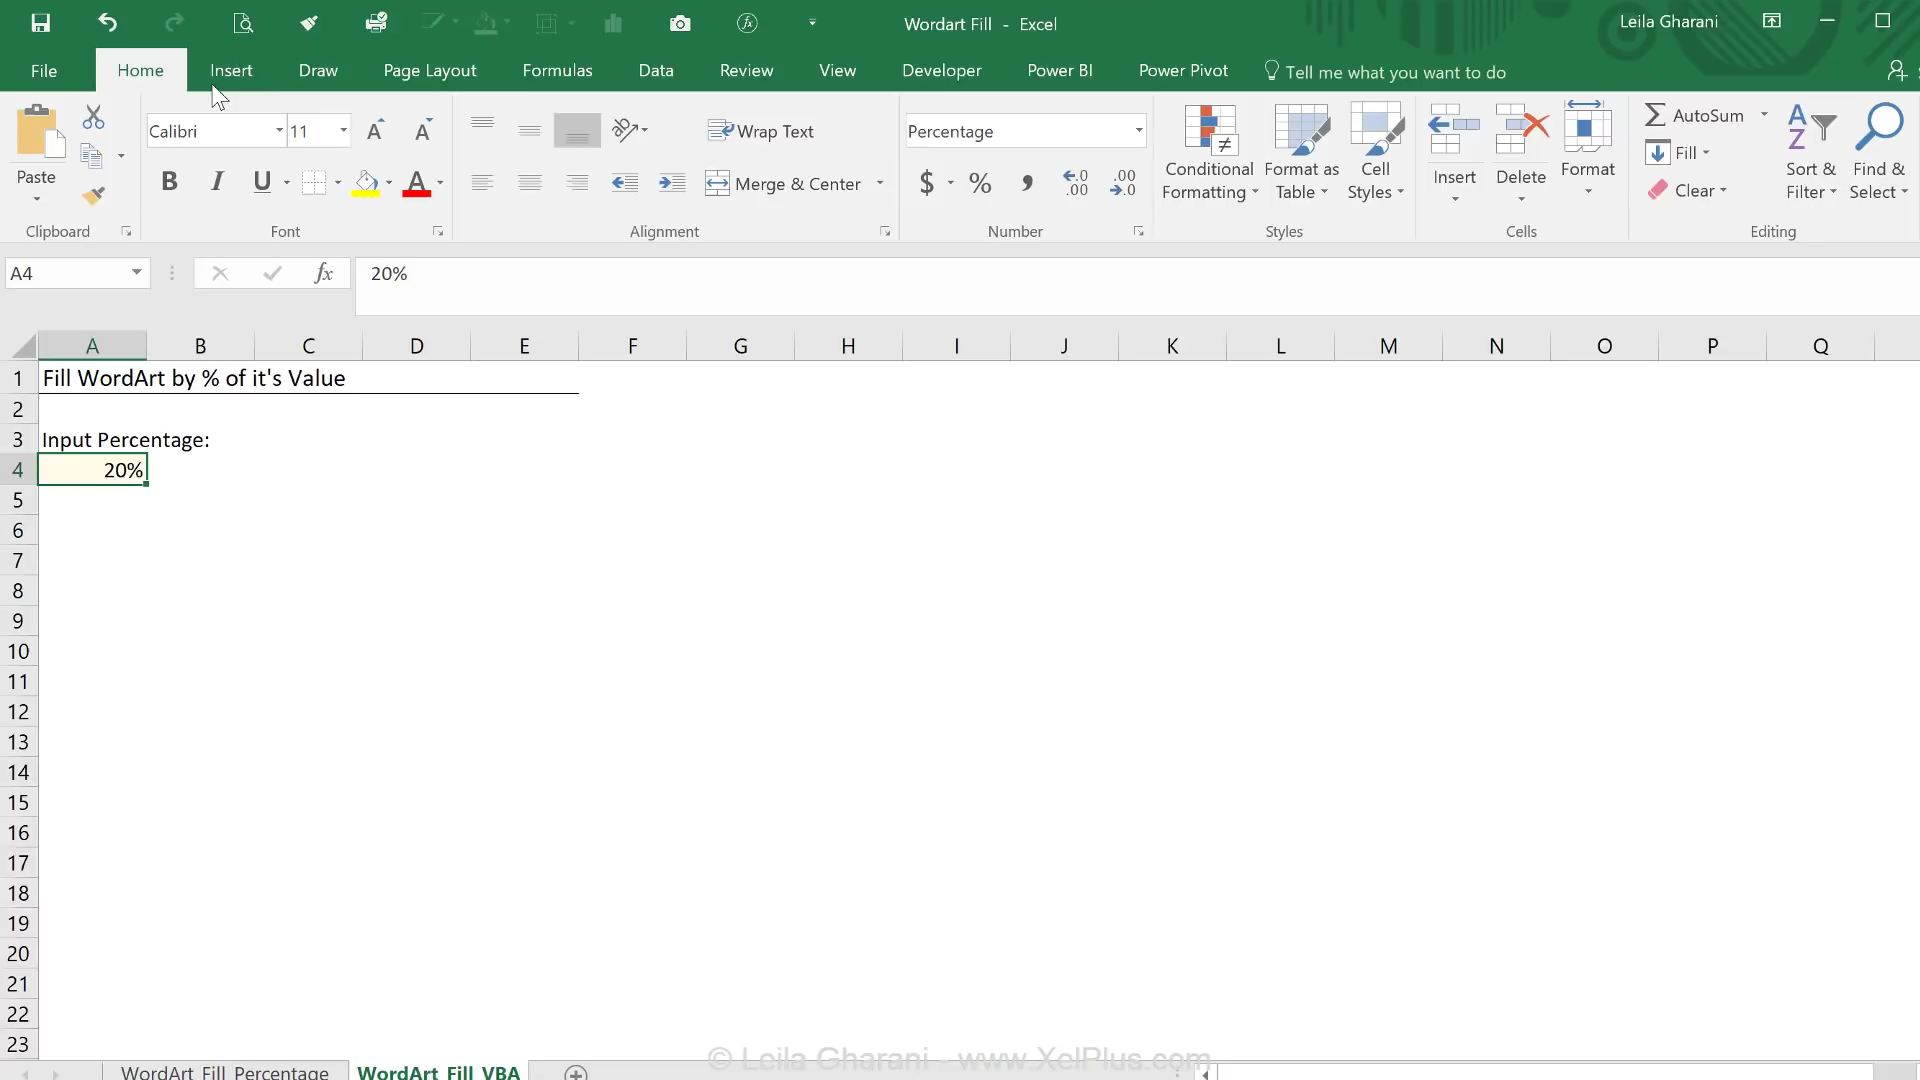 Wordart Fill - Excel
Leila Gharani
File Home Insert Draw Page Layout Formulas Data Review View Developer Power BI Power Pivot Tell me what you want to do
Paste
Clipboard
Calibri 11
B I U A
Font
Wrap Text
Merge & Center
Alignment
Percentage
$ % , .00 .00
Number
Conditional Formatting
Format as Table
Cell Styles
Styles
Insert Delete Format
Cells
AutoSum
Fill
Clear
Sort & Filter
Find & Select
Editing
A4 fx 20%
A B C D E F G H I J K L M N O P Q
1 Fill WordArt by % of it's Value
2
3 Input Percentage:
4 20%
5
6
7
8
9
10
11
12
13
14
15
16
17
18
19
20
21
22
23
© Leila Gharani - www.XelPlus.com
WordArt Fill Percentage WordArt Fill VBA